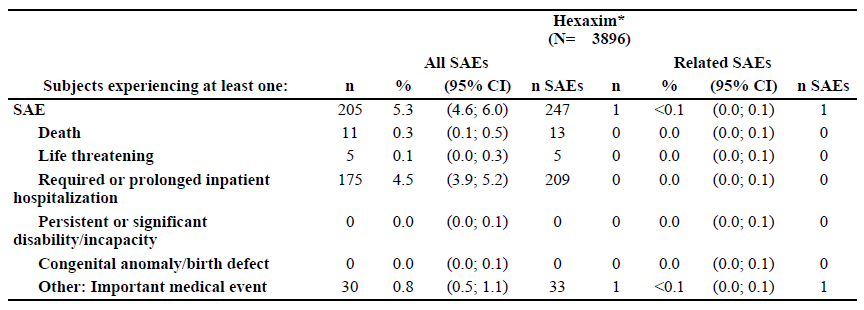 Hexaxim*
(N= 3896)
All SAEs Related SAEs
Subjects experiencing at least one: n % (95% CI) n SAEs n % (95% CI) n SAEs
SAE 205 5.3 (4.6; 6.0) 247 1 <0.1 (0.0; 0.1) 1
Death 11 0.3 (0.1; 0.5) 13 0 0.0 (0.0; 0.1) 0
Life threatening 5 0.1 (0.0; 0.3) 5 0 0.0 (0.0; 0.1) 0
Required or prolonged inpatient 175 4.5 (3.9; 5.2) 209 0 0.0 (0.0; 0.1) 0
hospitalization
Persistent or significant 0 0.0 (0.0; 0.1) 0 0 0.0 (0.0; 0.1) 0
disability/incapacity
Congenital anomaly/birth defect 0 0.0 (0.0; 0.1) 0 0 0.0 (0.0; 0.1) 0
Other: Important medical event 30 0.8 (0.5; 1.1) 33 1 <0.1 (0.0; 0.1) 1